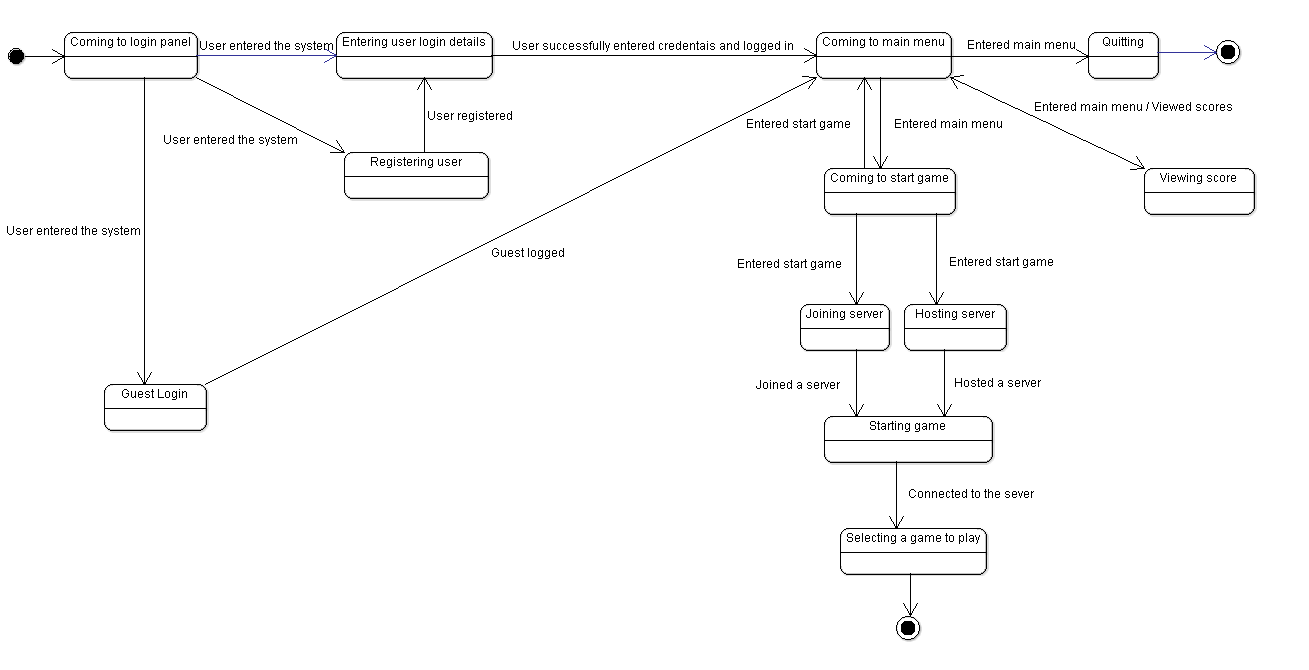 Coming to login panel
User entered the system
Entering user login details
User successfully entered credentais and logged in
Coming to main menu
Entered main menu
Quitting
Entered main menu / Viewed scores
User registered
Entered start game
Entered main menu
User entered the system
Registering user
Coming to start game
Viewing score
User entered the system
Guest logged
Entered start game
Entered start game
Joining server
Hosting server
Joined a server
Hosted a server
Guest Login
Starting game
Connected to the sever
Selecting a game to play